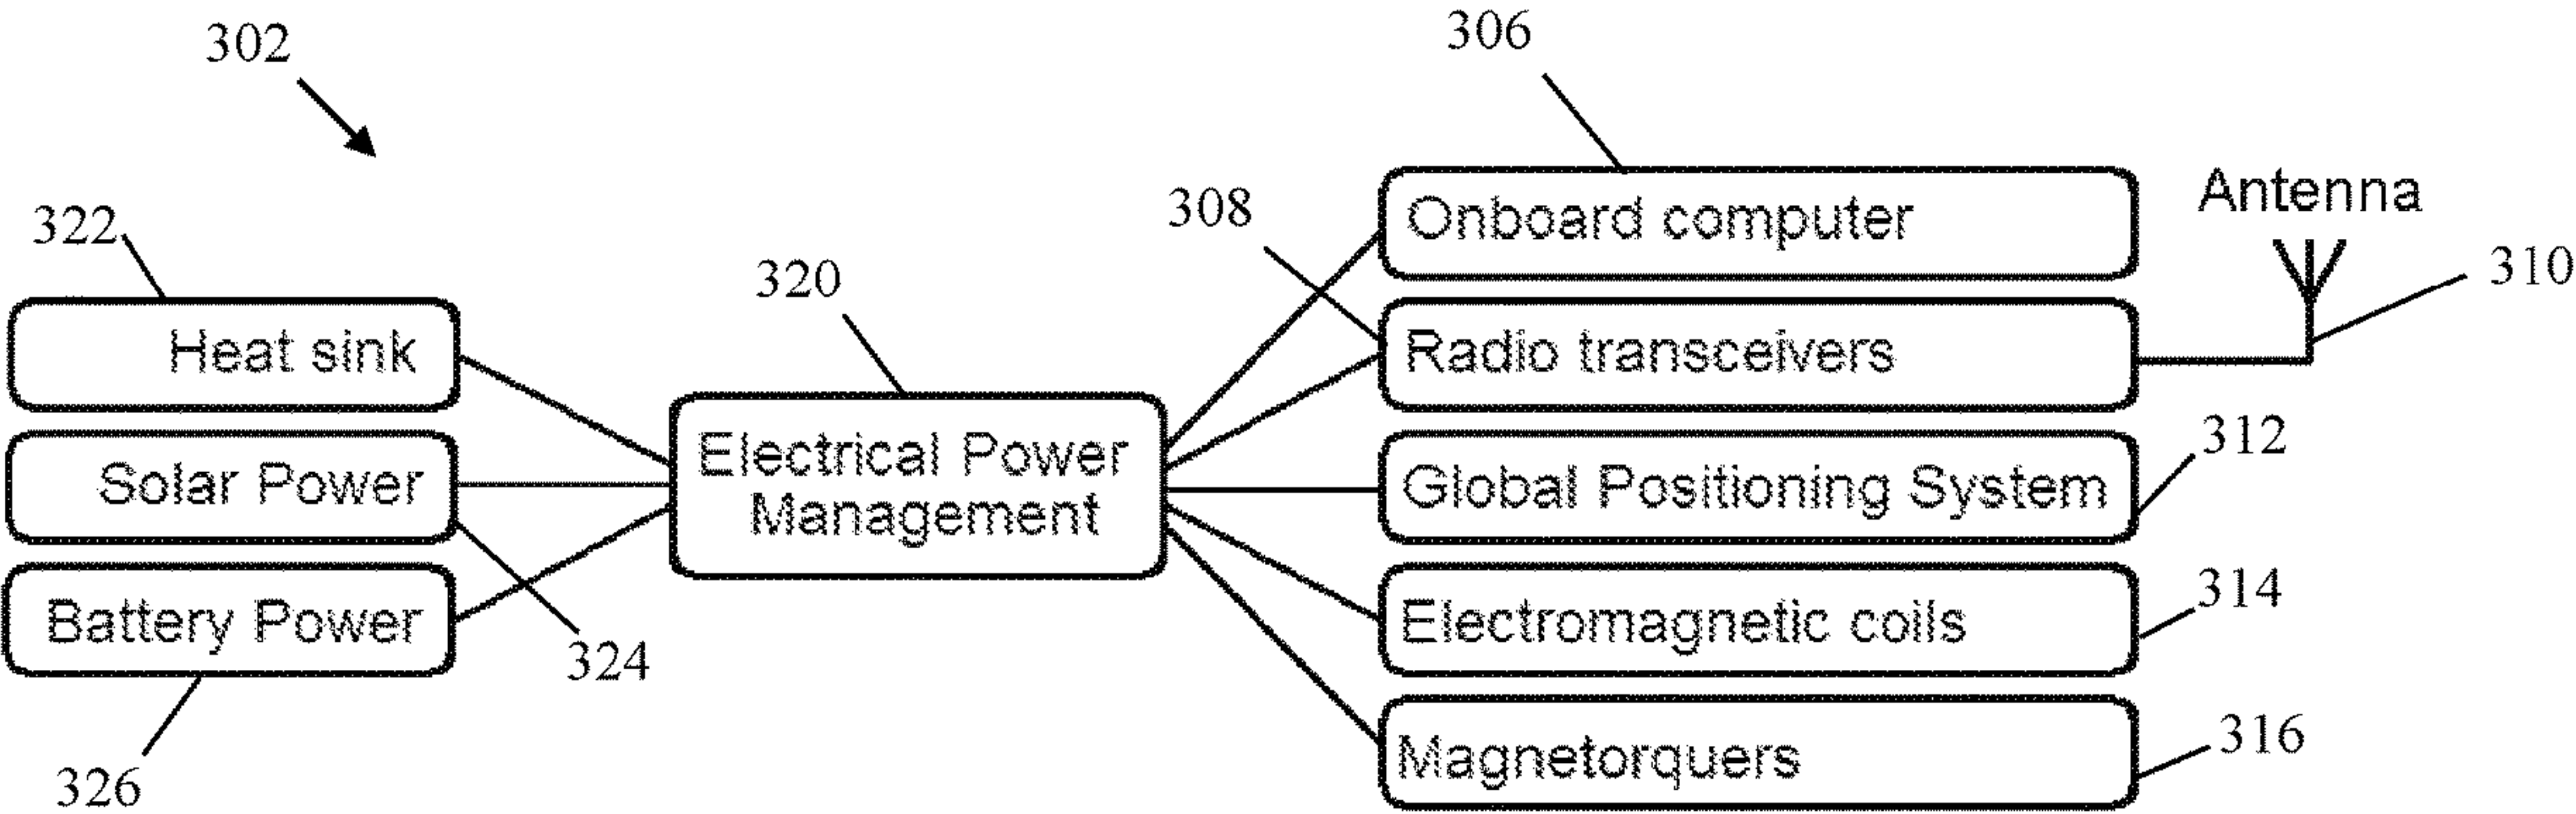 302
306
Antenna
308
Onboard computer
322
320
310
Heat sink
Radio transceivers
Electrical Power
Management
312
Solar Power
Global Positioning System
314
Battery Power
Electromagnetic coils
324
316
326
Magnetorquers